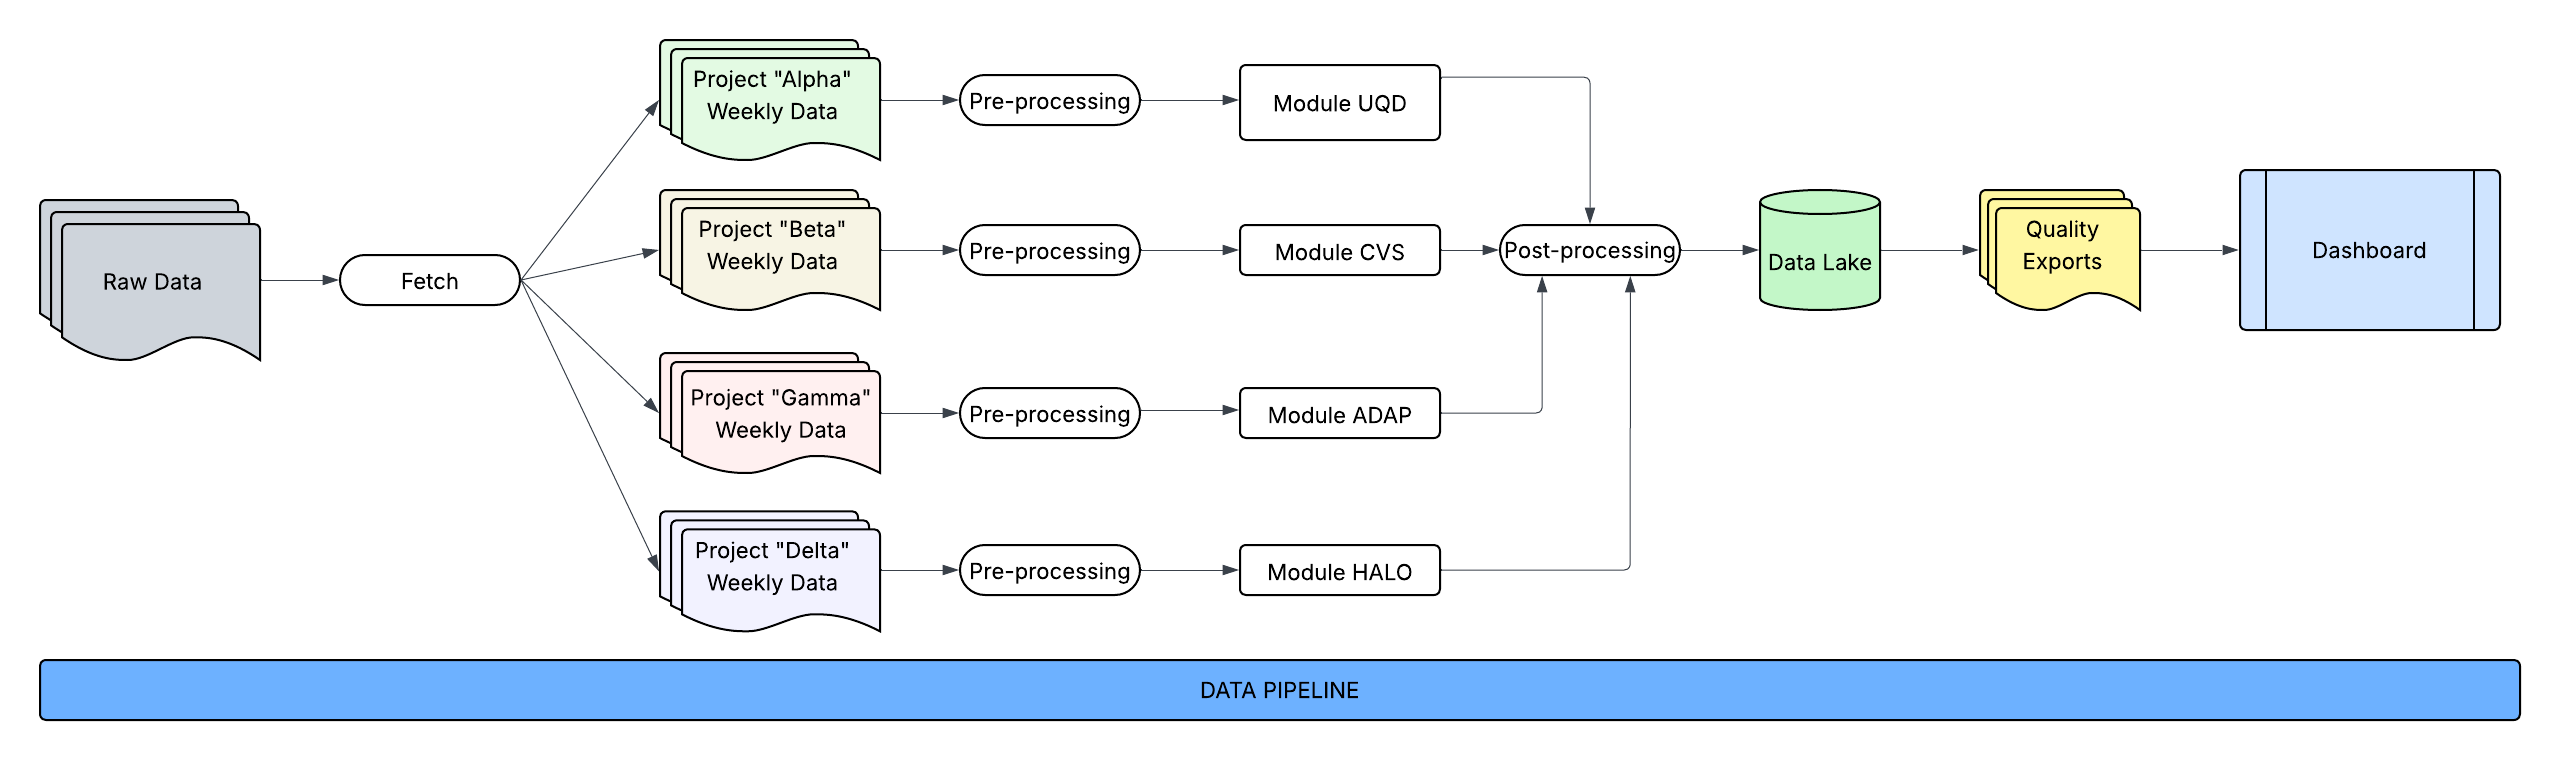 Raw Data
Fetch
Project "Alpha"
Weekly Data
Pre-processing
Module UQD
Project "Beta"
Weekly Data
Pre-processing
Module CVS
Project "Gamma"
Weekly Data
Pre-processing
Module ADAP
Project "Delta"
Weekly Data
Pre-processing
Module HALO
Post-processing
Data Lake
Quality
Exports
Dashboard
DATA PIPELINE